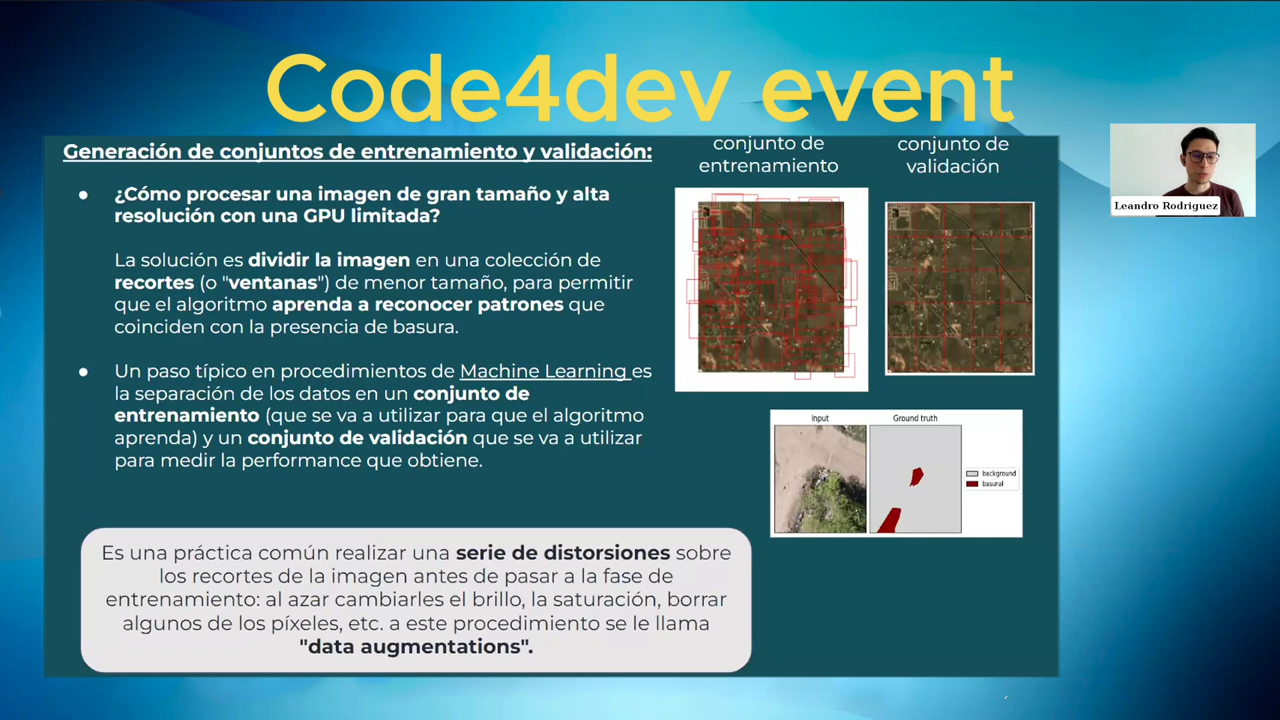 Code4dev event
Generación de conjuntos de entrenamiento y validación:
● ¿Cómo procesar una imagen de gran tamaño y alta
resolución con una GPU limitada?
La solución es dividir la imagen en una colección de
recortes (o "ventanas") de menor tamaño, para permitir
que el algoritmo aprenda a reconocer patrones que
coinciden con la presencia de basura.
● Un paso típico en procedimientos de Machine Learning es
la separación de los datos en un conjunto de
entrenamiento (que se va a utilizar para que el algoritmo
aprenda) y un conjunto de validación que se va a utilizar
para medir la performance que obtiene.
Es una práctica común realizar una serie de distorsiones sobre
los recortes de la imagen antes de pasar a la fase de
entrenamiento: al azar cambiarles el brillo, la saturación, borrar
algunos de los píxeles, etc. a este procedimiento se le llama
"data augmentations".
conjunto de
entrenamiento
conjunto de
validación
Input
Ground truth
background
basural
Leandro Rodriguez